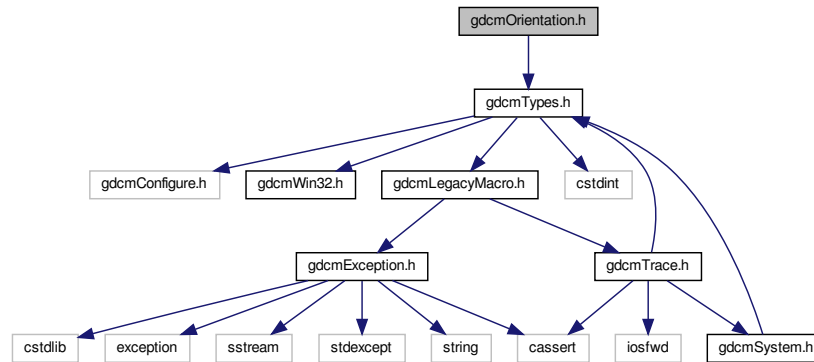 gdcmOrientation.h
gdcmTypes.h
gdcmConfigure.h
gdcmWin32.h
gdcmLegacyMacro.h
cstdint
gdcmException.h
gdcmTrace.h
cstdlib
exception
sstream
stdexcept
string
cassert
iosfwd
gdcmSystem.h